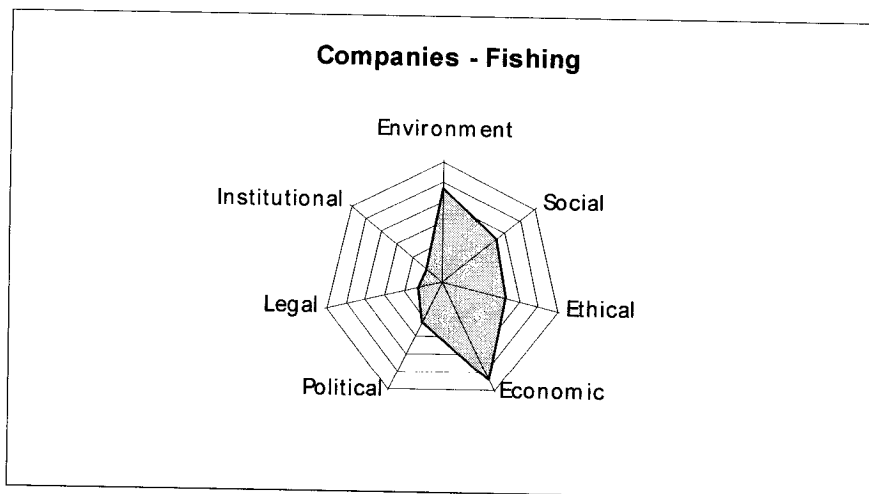 Companies - Fishing
Environment
Institutional
Social
Legal
Ethical
Political
Economic